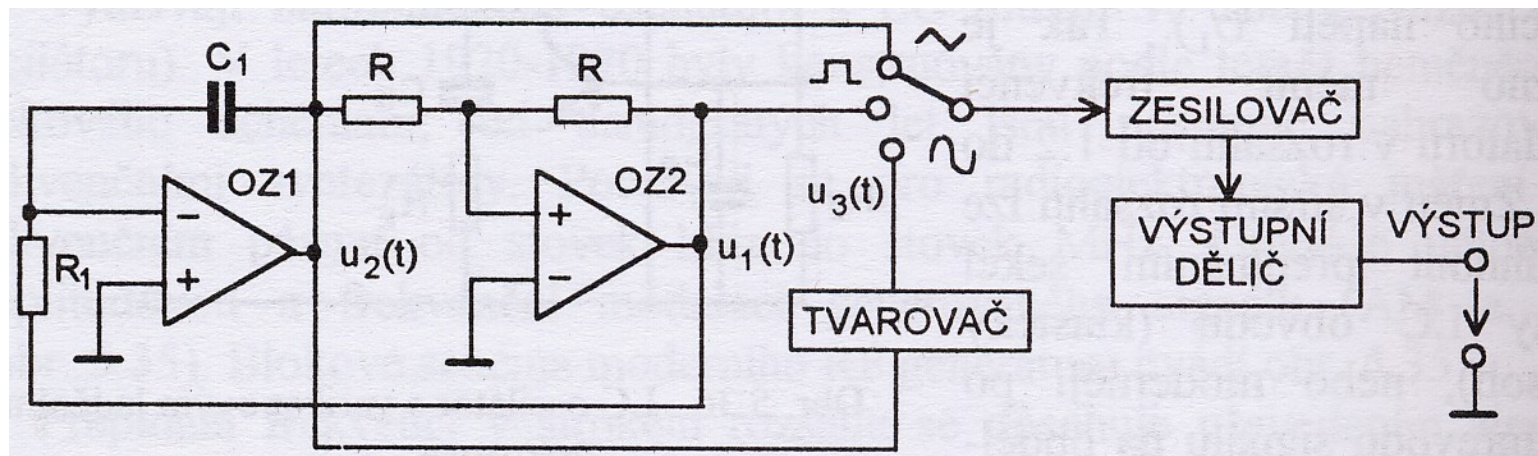 C₁
R
R
OZ1
−
+
R₁
u₂(t)
OZ2
+
−
u₁(t)
u₃(t)
TVAROVAČ
ZESILOVAČ
VÝSTUPNÍ
DĚLIČ
VÝSTUP